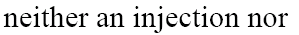 neither an injection nor